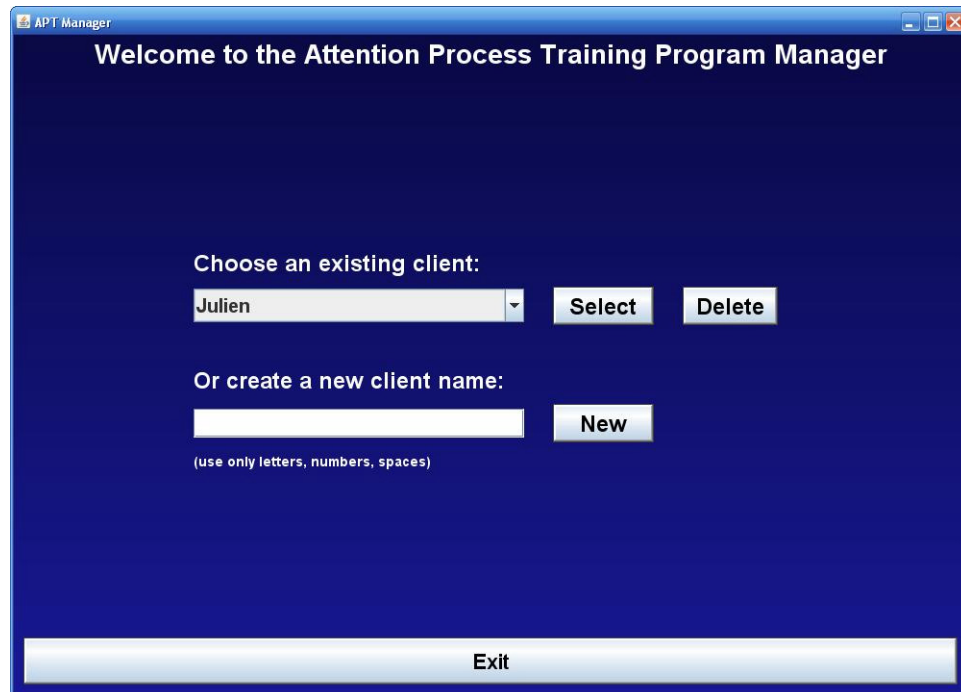 APT Manager
Welcome to the Attention Process Training Program Manager
Choose an existing client:
Julien Select Delete
Or create a new client name:
New
(use only letters, numbers, spaces)
Exit